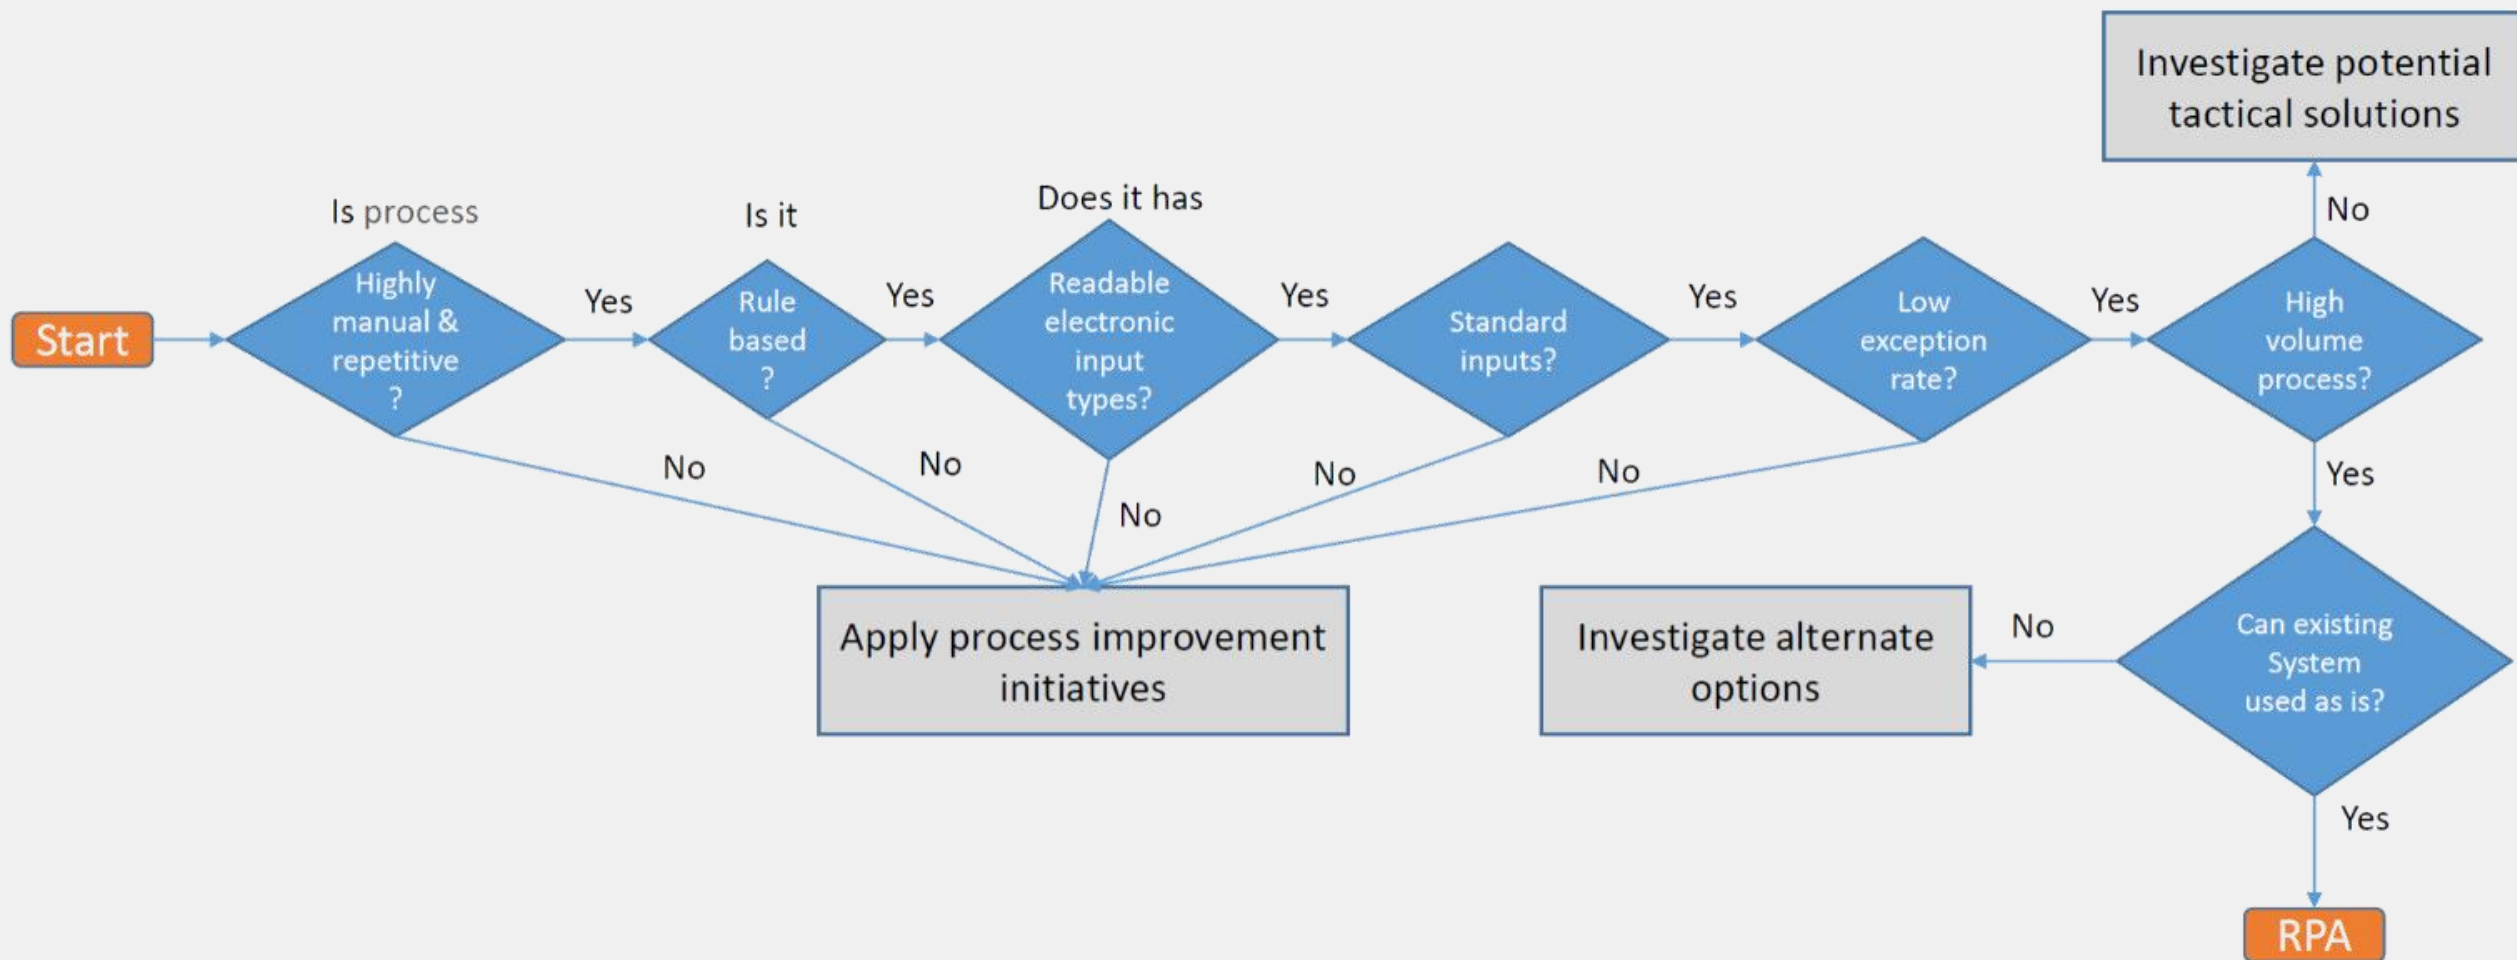 Investigate potential
tactical solutions
No
Is process
Is it
Does it has
Start
Highly
manual &
repetitive
?
Yes
Rule
based
?
Yes
Readable
electronic
input
types?
Yes
Standard
inputs?
Yes
Low
exception
rate?
Yes
High
volume
process?
No
No
No
No
No
Yes
Apply process improvement
initiatives
Investigate alternate
options
No
Can existing
System
used as is?
Yes
RPA